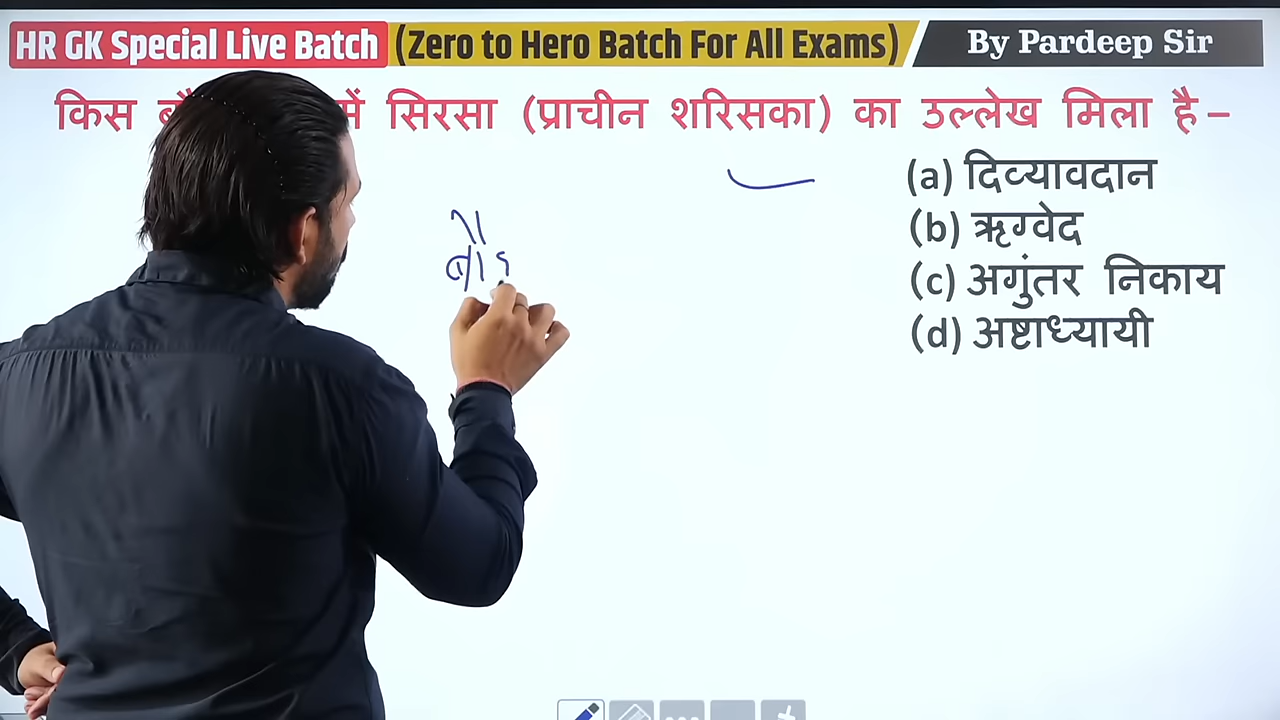 HR GK Special Live Batch (Zero to Hero Batch For All Exams) By Pardeep Sir
किस में सिरसा (प्राचीन शरिसका) का उल्लेख मिला है–
(a) दिव्यावदान
(b) ऋग्वेद
(c) अगुंतर निकाय
(d) अष्टाध्यायी